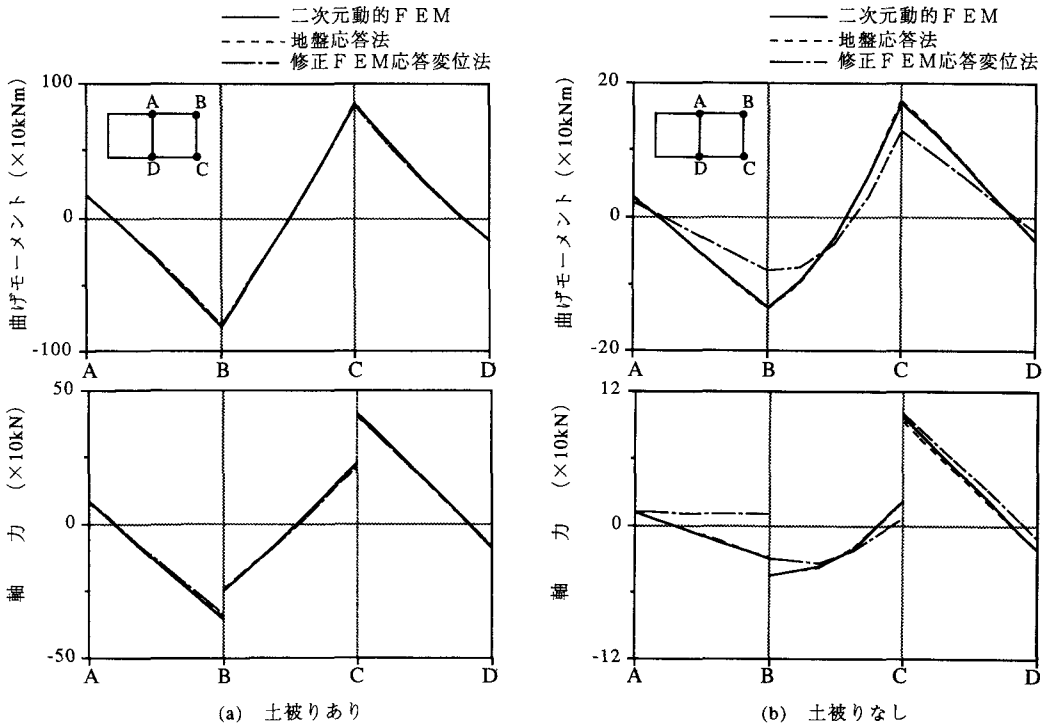 二次元動的FEM
地盤応答法
修正FEM応答変位法
100
0
-100
曲げモーメント (×10kNm)
A B
D C
A B C D
50
0
-50
軸力 (×10kN)
A B C D
(a) 土被りあり
二次元動的FEM
地盤応答法
修正FEM応答変位法
20
0
-20
曲げモーメント (×10kNm)
A B
D C
A B C D
12
0
-12
軸力 (×10kN)
A B C D
(b) 土被りなし